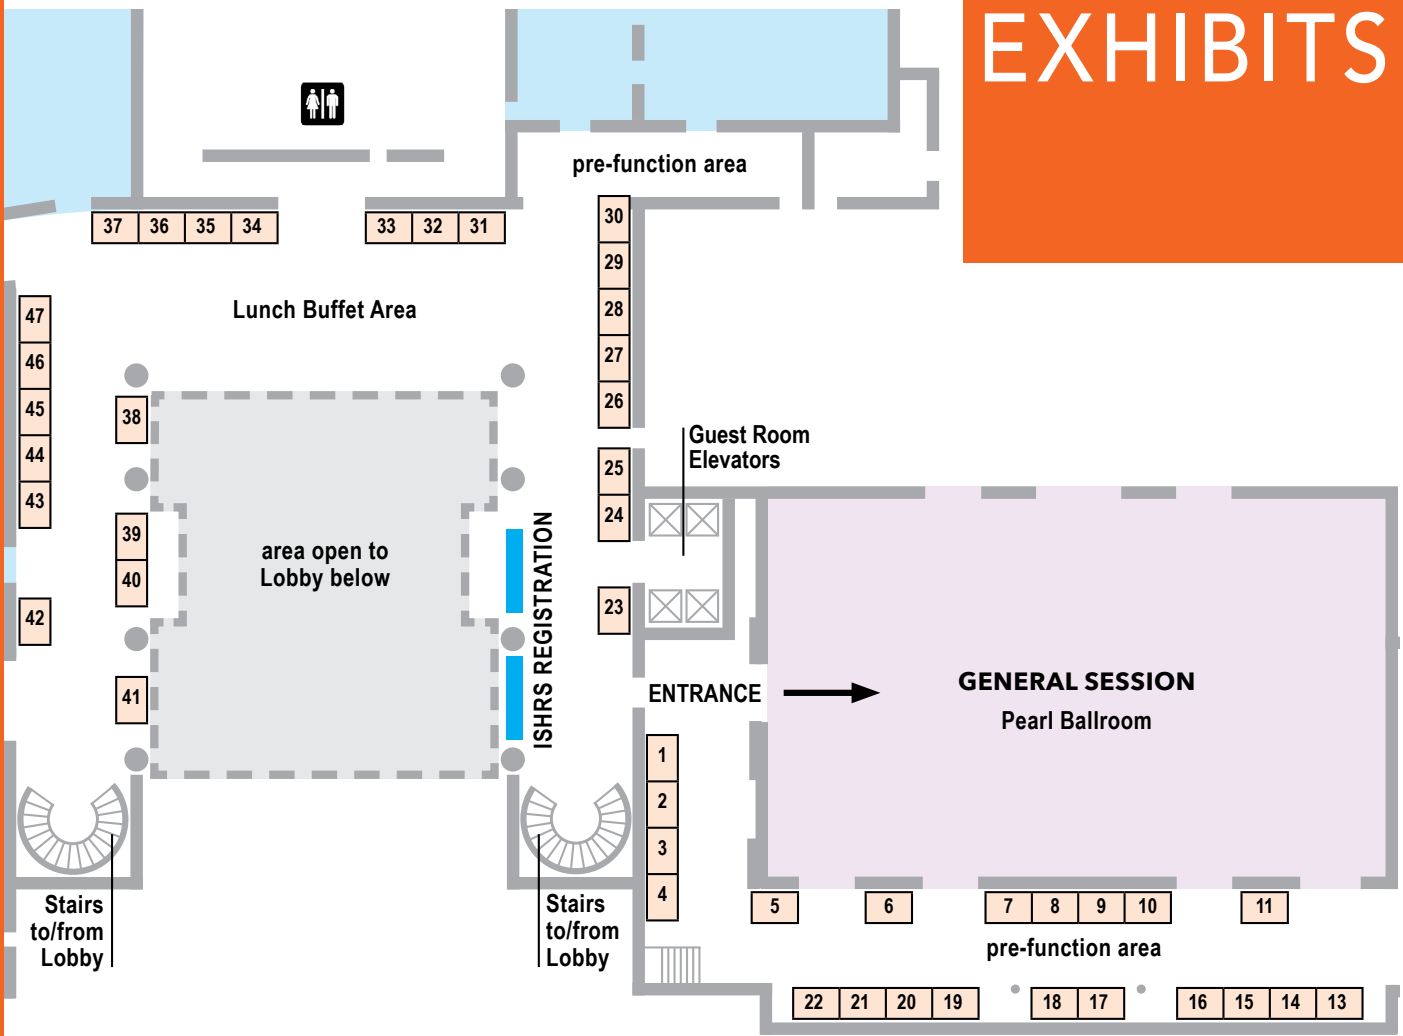 EXHIBITS
pre-function area
37 36 35 34
33 32 31
30
29
28
27
26
25
24
23
Lunch Buffet Area
47
46
45
44
43
42
38
39
40
41
Guest Room
Elevators
area open to
Lobby below
ISHRS REGISTRATION
ENTRANCE
GENERAL SESSION
Pearl Ballroom
1
2
3
4
Stairs
to/from
Lobby
Stairs
to/from
Lobby
5 6 7 8 9 10 11
pre-function area
22 21 20 19 18 17 16 15 14 13